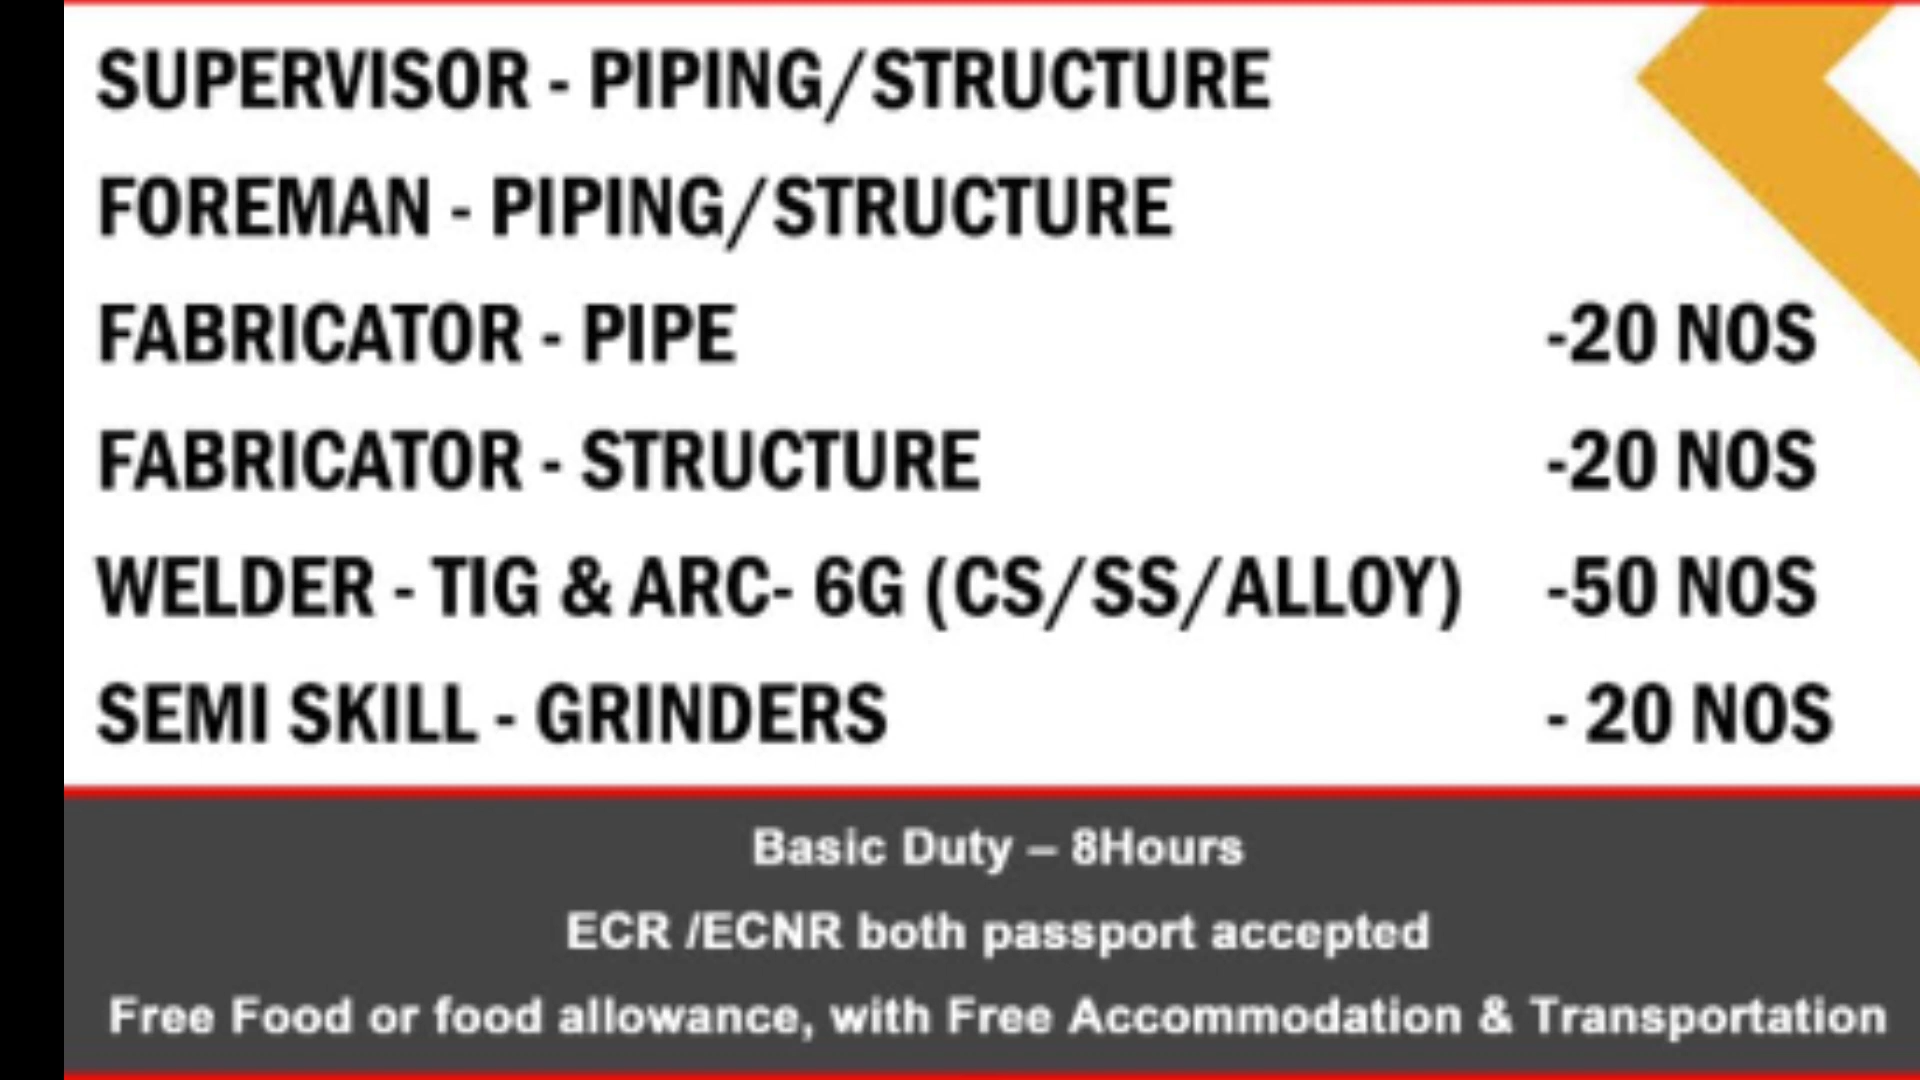 SUPERVISOR - PIPING/STRUCTURE
FOREMAN - PIPING/STRUCTURE
FABRICATOR - PIPE -20 NOS
FABRICATOR - STRUCTURE -20 NOS
WELDER - TIG & ARC- 6G (CS/SS/ALLOY) -50 NOS
SEMI SKILL - GRINDERS - 20 NOS
Basic Duty – 8Hours
ECR /ECNR both passport accepted
Free Food or food allowance, with Free Accommodation & Transportation